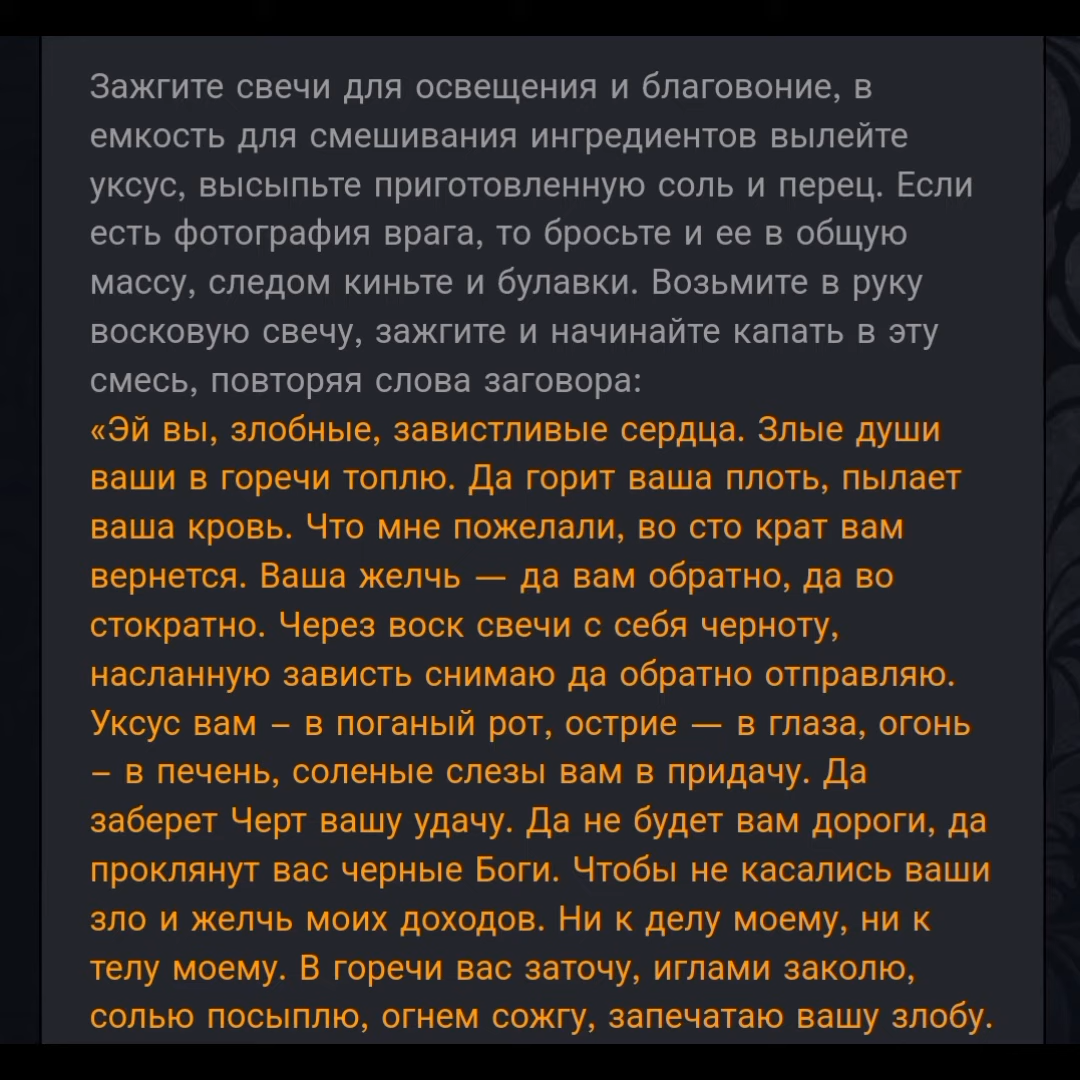 Зажгите свечи для освещения и благовоние, в
емкость для смешивания ингредиентов вылейте
уксус, высыпьте приготовленную соль и перец. Если
есть фотография врага, то бросьте и ее в общую
массу, следом киньте и булавки. Возьмите в руку
восковую свечу, зажгите и начинайте капать в эту
смесь, повторяя слова заговора:
«Эй вы, злобные, завистливые сердца. Злые души
ваши в горечи топлю. Да горит ваша плоть, пылает
ваша кровь. Что мне пожелали, во сто крат вам
вернется. Ваша желчь — да вам обратно, да во
стократно. Через воск свечи с себя черноту,
насланную зависть снимаю да обратно отправляю.
Уксус вам – в поганый рот, острие — в глаза, огонь
– в печень, соленые слезы вам в придачу. Да
заберет Черт вашу удачу. Да не будет вам дороги, да
проклянут вас черные Боги. Чтобы не касались ваши
зло и желчь моих доходов. Ни к делу моему, ни к
телу моему. В горечи вас заточу, иглами заколю,
солью посыплю, огнем сожгу, запечатаю вашу злобу.